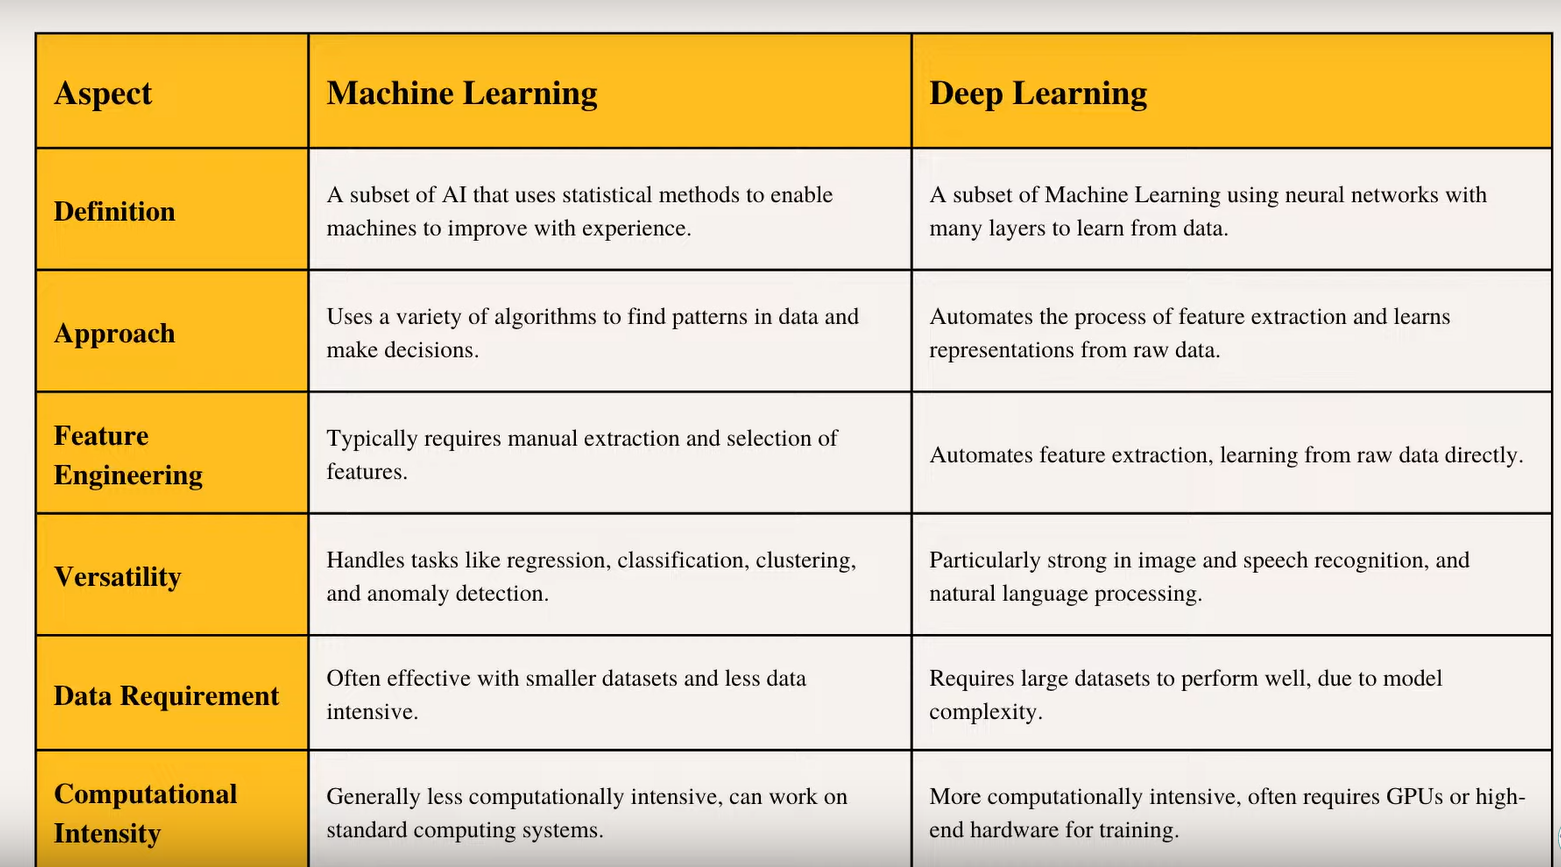 Aspect
Machine Learning
Deep Learning
Definition
A subset of AI that uses statistical methods to enable
machines to improve with experience.
A subset of Machine Learning using neural networks with
many layers to learn from data.
Approach
Uses a variety of algorithms to find patterns in data and
make decisions.
Automates the process of feature extraction and learns
representations from raw data.
Feature
Engineering
Typically requires manual extraction and selection of
features.
Automates feature extraction, learning from raw data directly.
Versatility
Handles tasks like regression, classification, clustering,
and anomaly detection.
Particularly strong in image and speech recognition, and
natural language processing.
Data Requirement
Often effective with smaller datasets and less data
intensive.
Requires large datasets to perform well, due to model
complexity.
Computational
Intensity
Generally less computationally intensive, can work on
standard computing systems.
More computationally intensive, often requires GPUs or high-
end hardware for training.